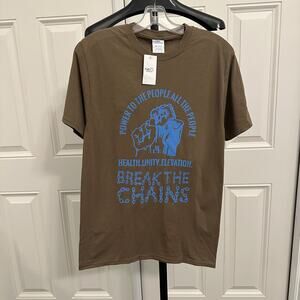 POWER TO THE PEOPLE ALL THE PEOPLE
HEALTH.UNITY.ELEVATION.
BREAK THE
CHAINS